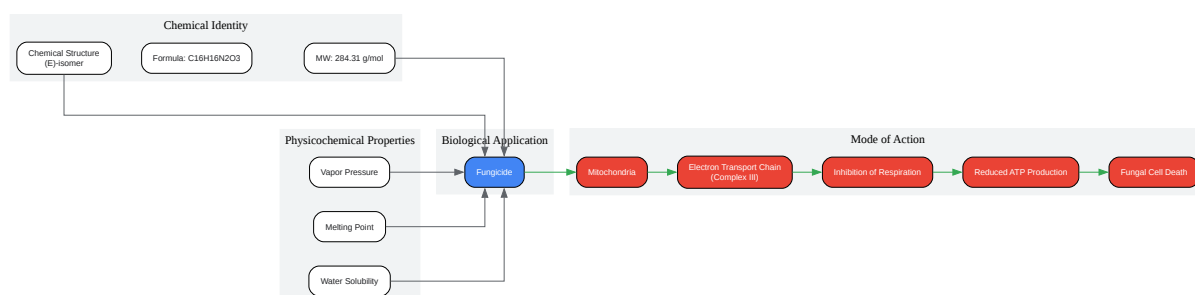 Chemical Identity
Chemical Structure
(E)-isomer
Formula: C16H16N2O3
MW: 284.31 g/mol
Physicochemical Properties
Vapor Pressure
Melting Point
Water Solubility
Biological Application
Fungicide
Mode of Action
Mitochondria
Electron Transport Chain
(Complex III)
Inhibition of Respiration
Reduced ATP Production
Fungal Cell Death